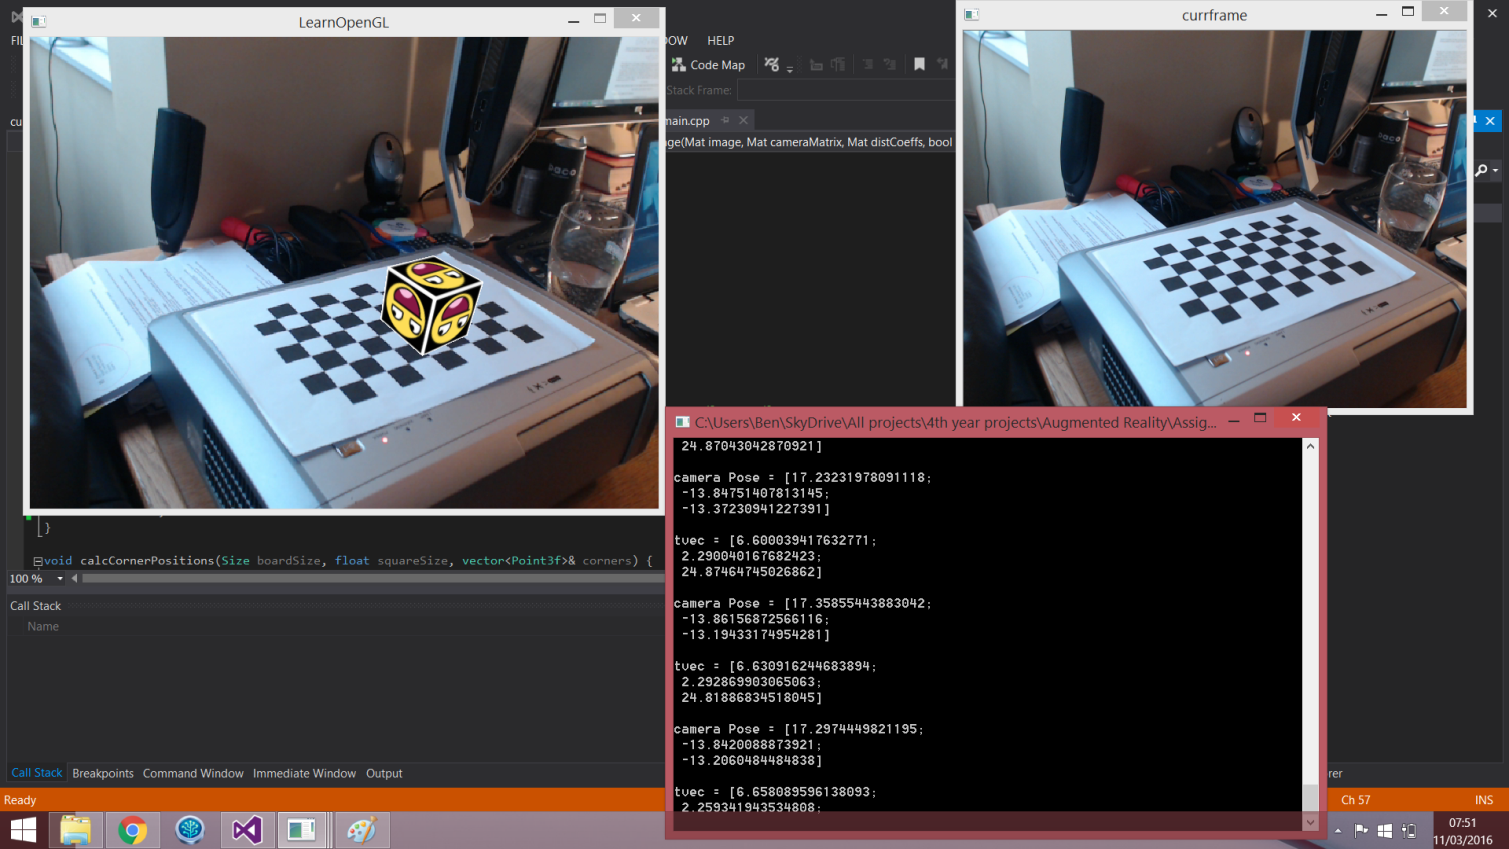 LearnOpenGL
currframe
FIL
DOW HELP
Code Map
Stack Frame:
cu
main.cpp
age(Mat image, Mat cameraMatrix, Mat distCoeffs, bool
}
void calcCornerPositions(Size boardSize, float squareSize, vector<Point3f>& corners) {
100 %
Call Stack
Name
Call Stack Breakpoints Command Window Immediate Window Output
Ready
C:\Users\Ben\SkyDrive\All projects\4th year projects\Augmented Reality\Assig...
24.87043042870921]
camera Pose = [17.23231978091118;
-13.84751407813145;
-13.37230941227391]
tvec = [6.600039417632771;
2.290040167682423;
24.87464745026862]
camera Pose = [17.35855443883042;
-13.86156872566116;
-13.19433174954281]
tvec = [6.630916244683894;
2.292869903065063;
24.81886834518045]
camera Pose = [17.2974449821195;
-13.8420088873921;
-13.2060484484838]
tvec = [6.658089596138093;
2.259341943534808;
rer
Ch 57 INS
07:51
11/03/2016